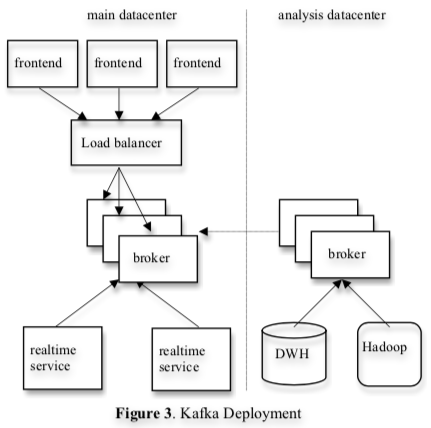 main datacenter
analysis datacenter
frontend
frontend
frontend
Load balancer
broker
broker
realtime
service
realtime
service
DWH
Hadoop
Figure 3. Kafka Deployment